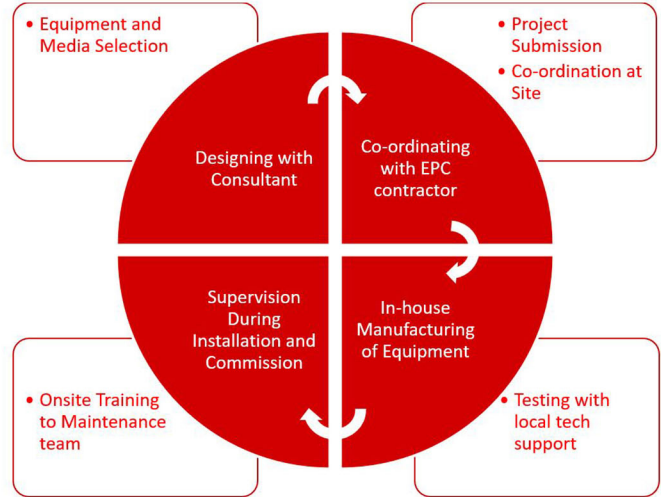 • Equipment and
Media Selection
• Project
Submission
• Co-ordination at
Site
Designing with
Consultant
Co-ordinating
with EPC
contractor
Supervision
During
Installation and
Commission
In-house
Manufacturing
of Equipment
• Onsite Training
to Maintenance
team
• Testing with
local tech
support